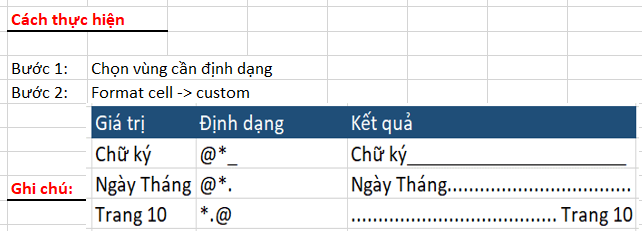 Cách thực hiện
Bước 1: Chọn vùng cần định dạng
Bước 2: Format cell -> custom
Giá trị Định dạng Kết quả
Chữ ký @*_ Chữ ký_______________________
Ngày Tháng @*. Ngày Tháng..................................
Ghi chú:
Trang 10 *.@ ...................................... Trang 10